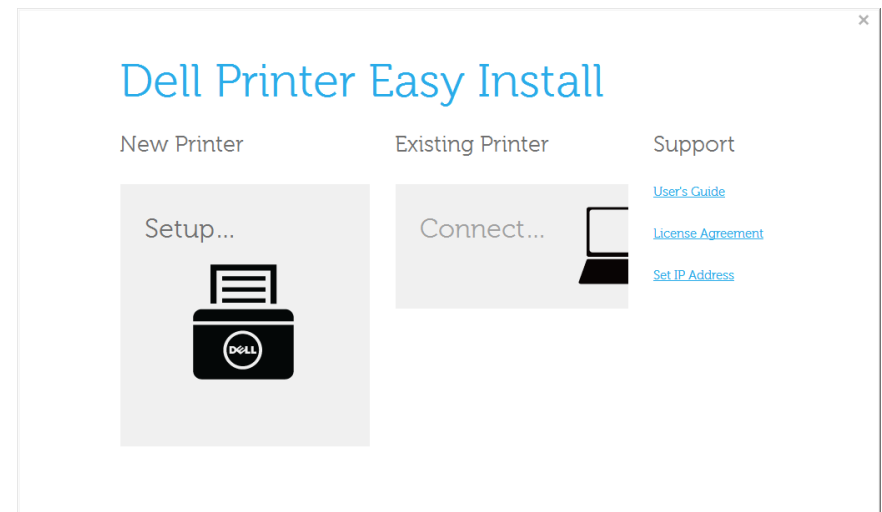 Dell Printer Easy Install
New Printer
Setup...
DELL
Existing Printer
Connect...
Support
User's Guide
License Agreement
Set IP Address